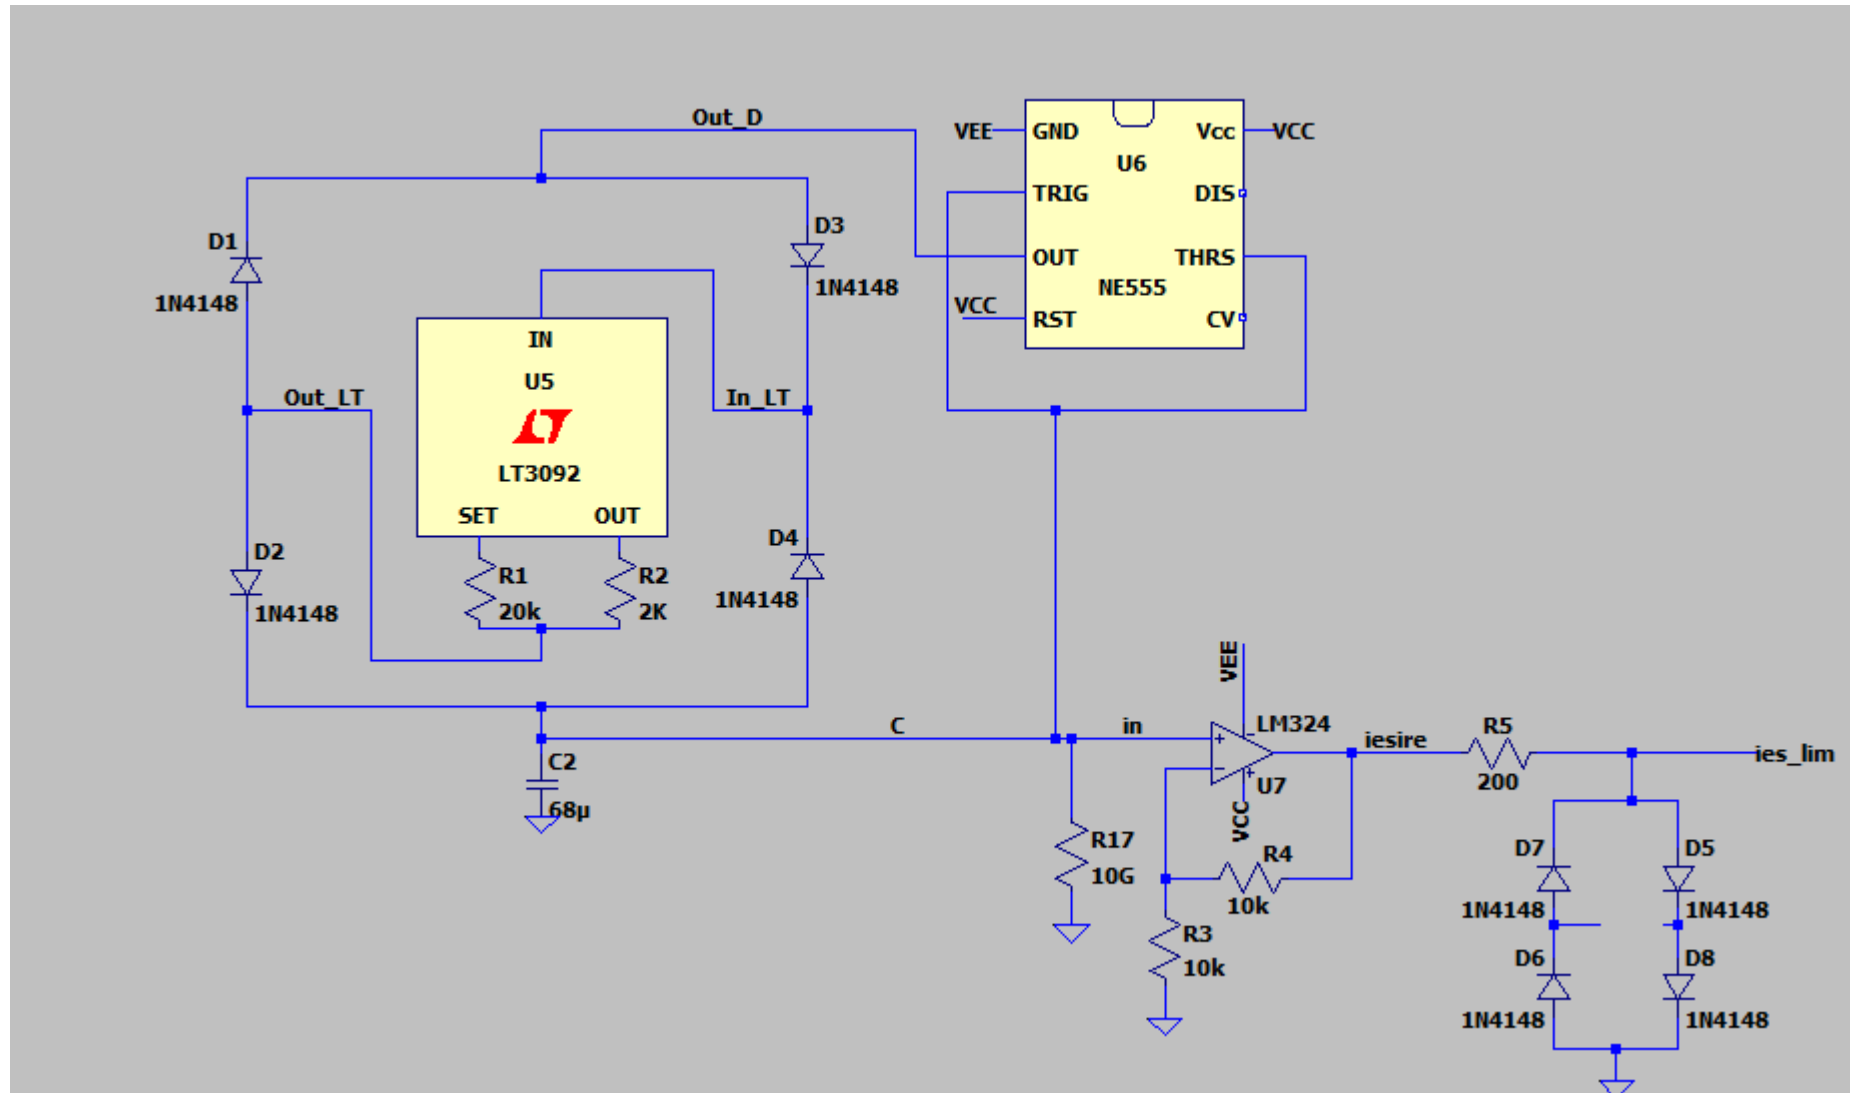 Out_D
VEE
GND
Vcc
VCC
U6
TRIG
DIS
D1
D3
OUT
THRS
1N4148
1N4148
NE555
VCC
RST
CV
IN
U5
Out_LT
In_LT
LT3092
SET
OUT
D2
D4
R1
R2
20k
2K
1N4148
1N4148
VEE
C
in
LM324
iesire
R5
ies_lim
200
C2
U7
68µ
VCC
R17
R4
D7
D5
10G
10k
1N4148
1N4148
R3
10k
D6
D8
1N4148
1N4148